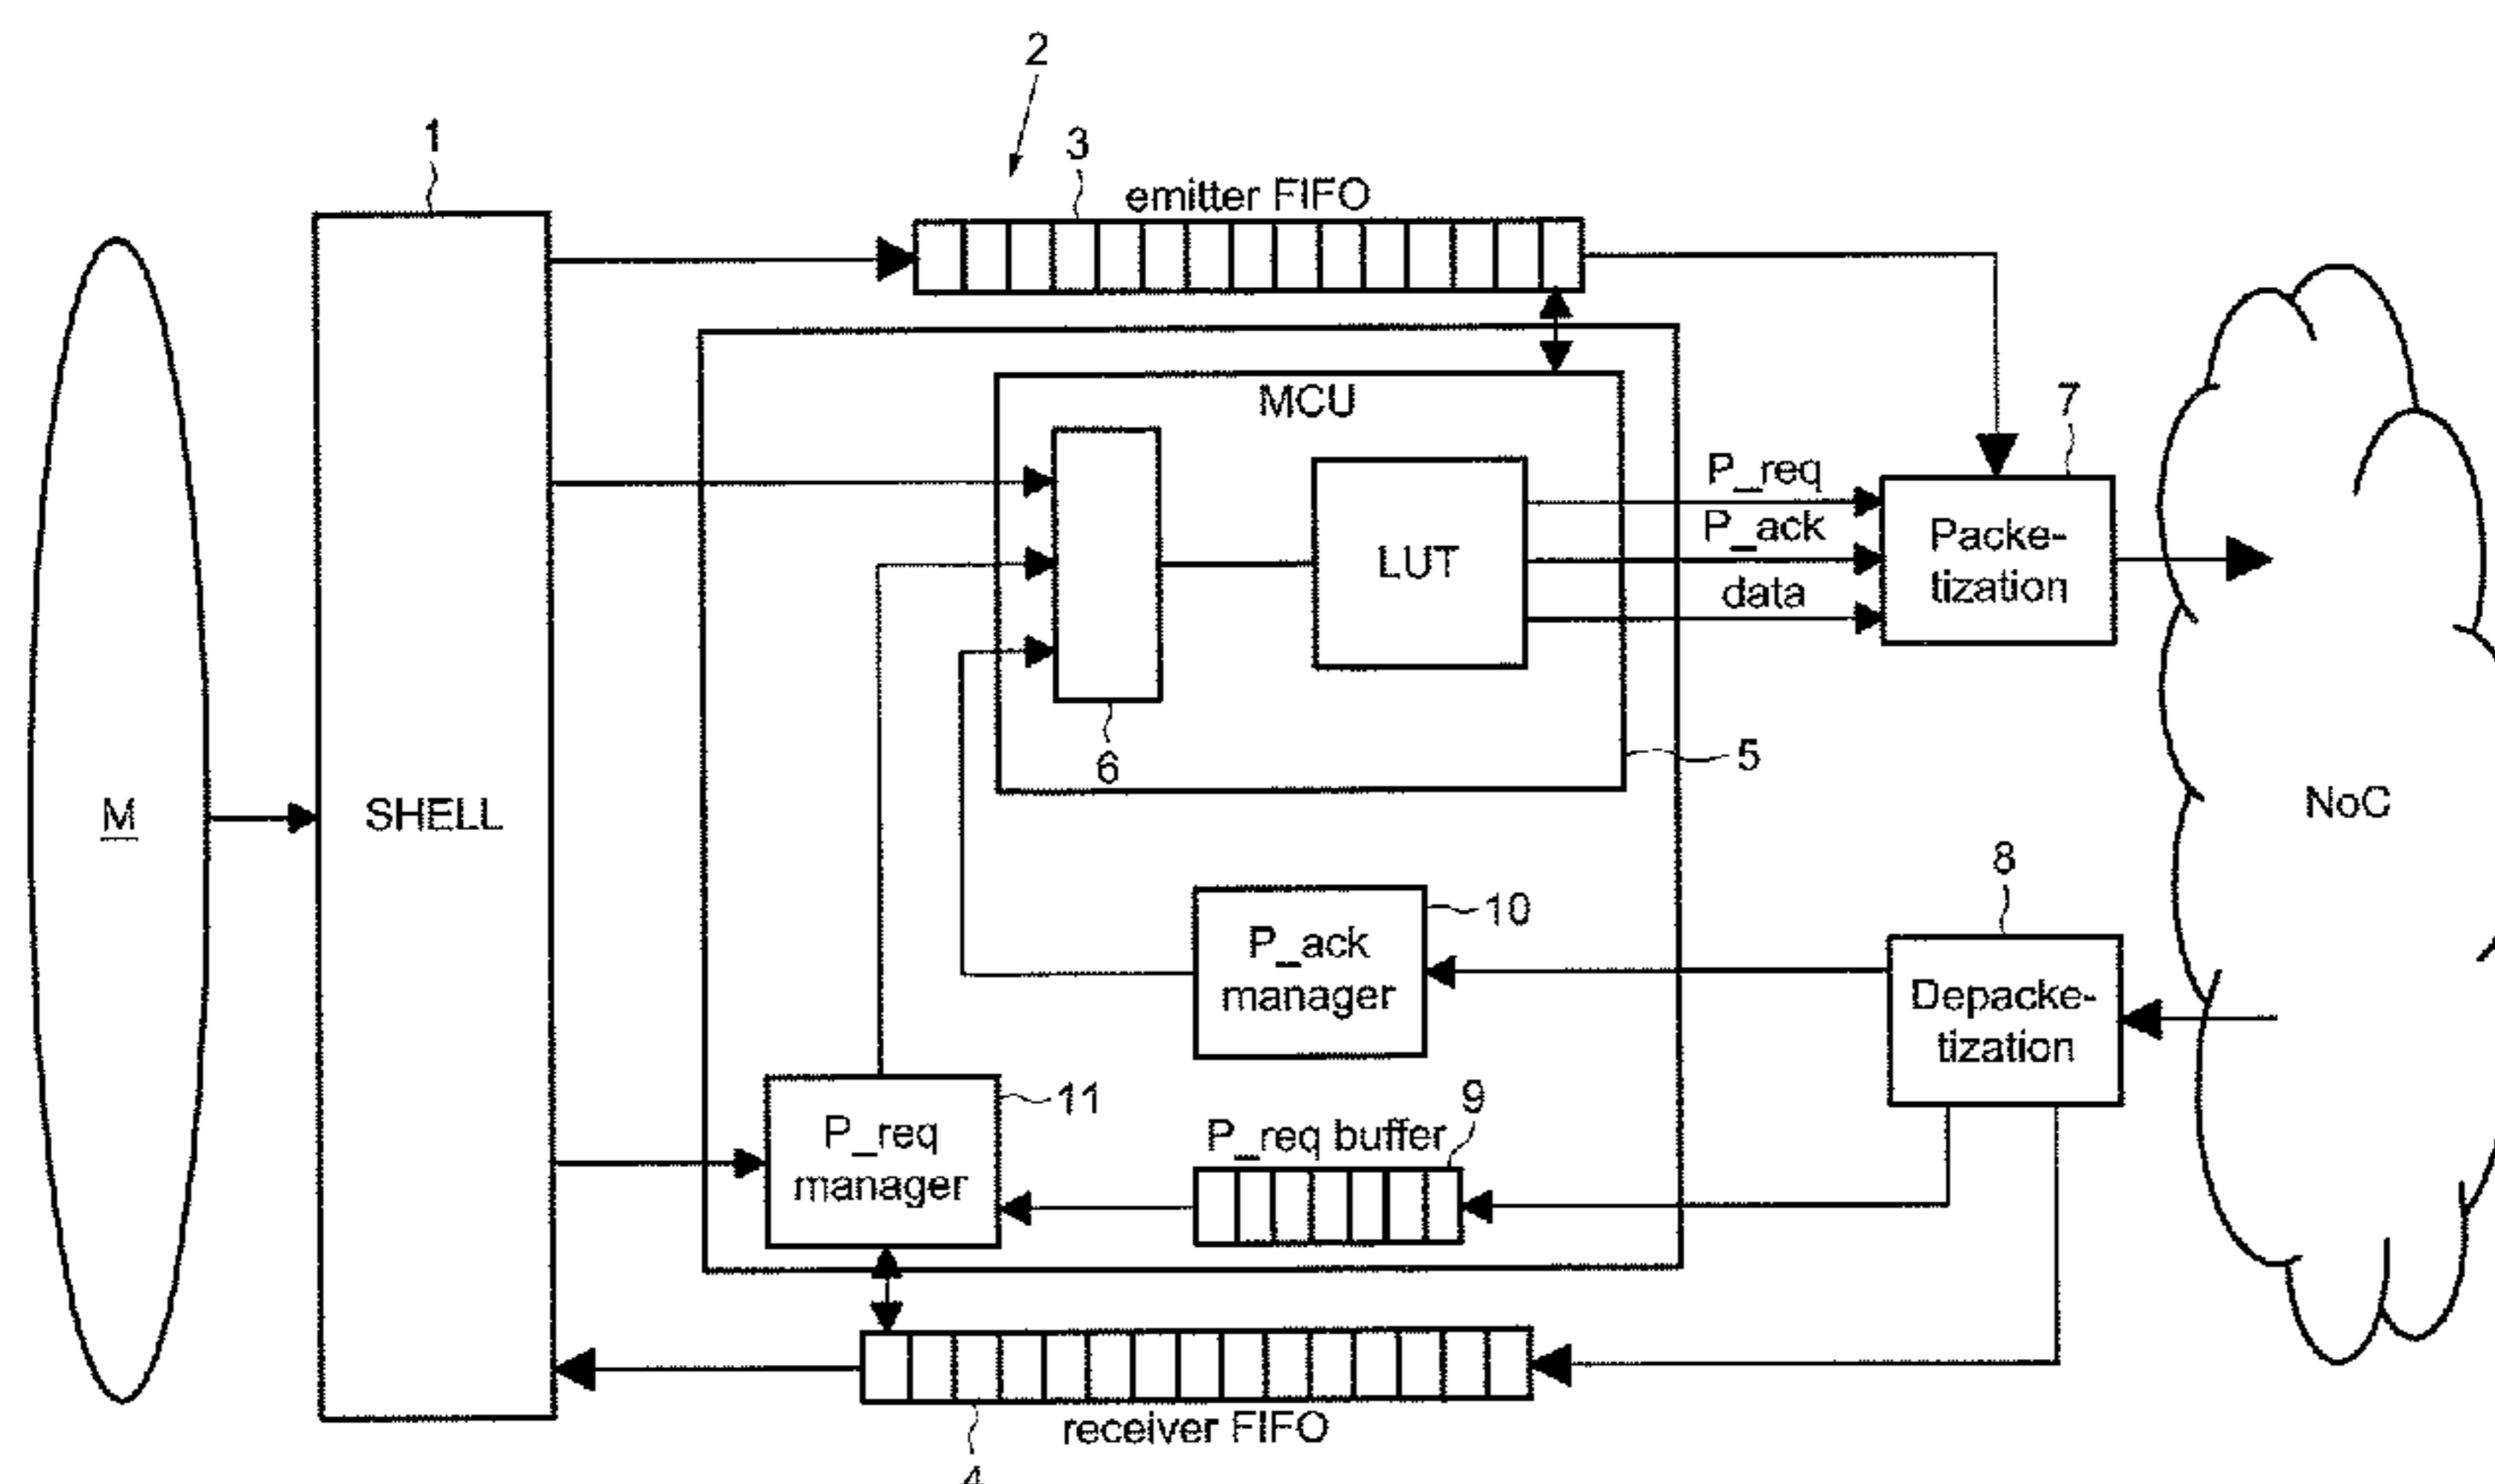 2
1
3
emitter FIFO
MCU
7
P_req
P_ack
data
LUT
Packe-
tization
6
5
M
SHELL
NoC
8
10
P_ack
manager
Depacke-
tization
11
9
P_req
manager
P_req buffer
receiver FIFO
4